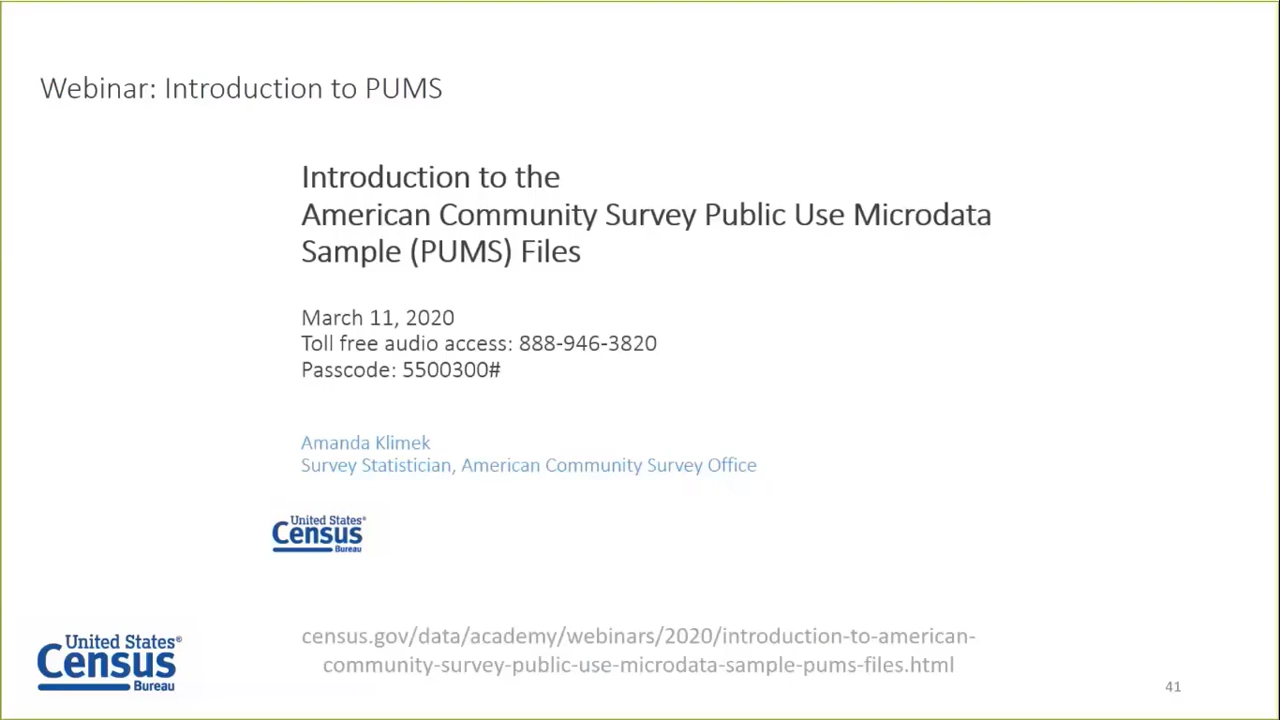 Webinar: Introduction to PUMS
Introduction to the
American Community Survey Public Use Microdata
Sample (PUMS) Files
March 11, 2020
Toll free audio access: 888-946-3820
Passcode: 5500300#
Amanda Klimek
Survey Statistician, American Community Survey Office
United States®
Census
Bureau
census.gov/data/academy/webinars/2020/introduction-to-american-
community-survey-public-use-microdata-sample-pums-files.html
United States®
Census
Bureau
41